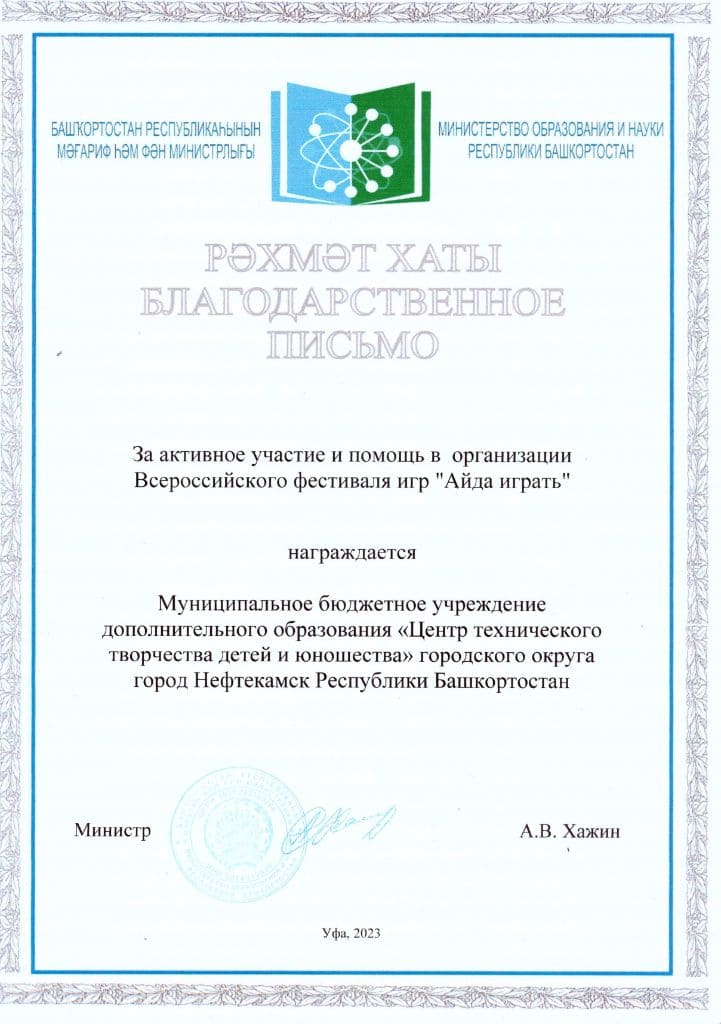 БАШҠОРТОСТАН РЕСПУБЛИКАҺЫНЫҢ
МӘҒАРИФ ҺӘМ ФӘН МИНИСТРЛЫҒЫ
МИНИСТЕРСТВО ОБРАЗОВАНИЯ И НАУКИ
РЕСПУБЛИКИ БАШКОРТОСТАН
РӘХМӘТ ХАТЫ
БЛАГОДАРСТВЕННОЕ
ПИСЬМО
За активное участие и помощь в организации
Всероссийского фестиваля игр "Айда играть"
награждается
Муниципальное бюджетное учреждение
дополнительного образования «Центр технического
творчества детей и юношества» городского округа
город Нефтекамск Республики Башкортостан
Министр
А.В. Хажин
Уфа, 2023